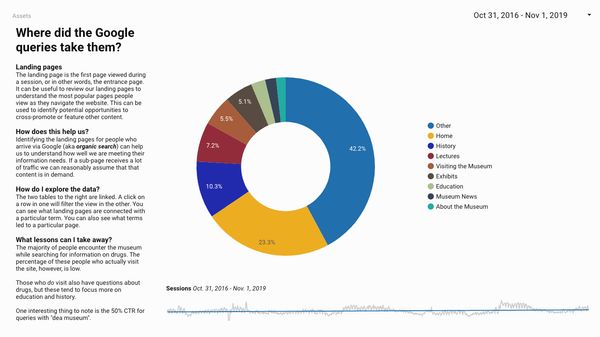 Assets
Oct 31, 2016 - Nov 1, 2019
Where did the Google
queries take them?
Landing pages
The landing page is the first page viewed during
a session, or in other words, the entrance page.
It can be useful to review our landing pages to
understand the most popular pages people
view as they navigate the website. This can be
used to identify potential opportunities to
cross-promote or feature other content.
How does this help us?
Identifying the landing pages for people who
arrive via Google (aka organic search) can help
us to understand how well we are meeting their
information needs. If a sub-page receives a lot
of traffic we can reasonably assume that that
content is in demand.
How do I explore the data?
The two tables to the right are linked. A click on
a row in one will filter the view in the other. You
can see what landing pages are connected with
a particular term. You can also see what terms
led to a particular page.
What lessons can I take away?
The majority of people encounter the museum
while searching for information on drugs. The
percentage of these people who actually visit
the site, however, is low.
Those who do visit also have questions about
drugs, but these tend to focus more on
education and history.
One interesting thing to note is the 50% CTR for
queries with "dea museum".
42.2%
23.3%
10.3%
7.2%
5.5%
5.1%
Other
Home
History
Lectures
Visiting the Museum
Exhibits
Education
Museum News
About the Museum
Sessions Oct. 31, 2016 - Nov. 1, 2019